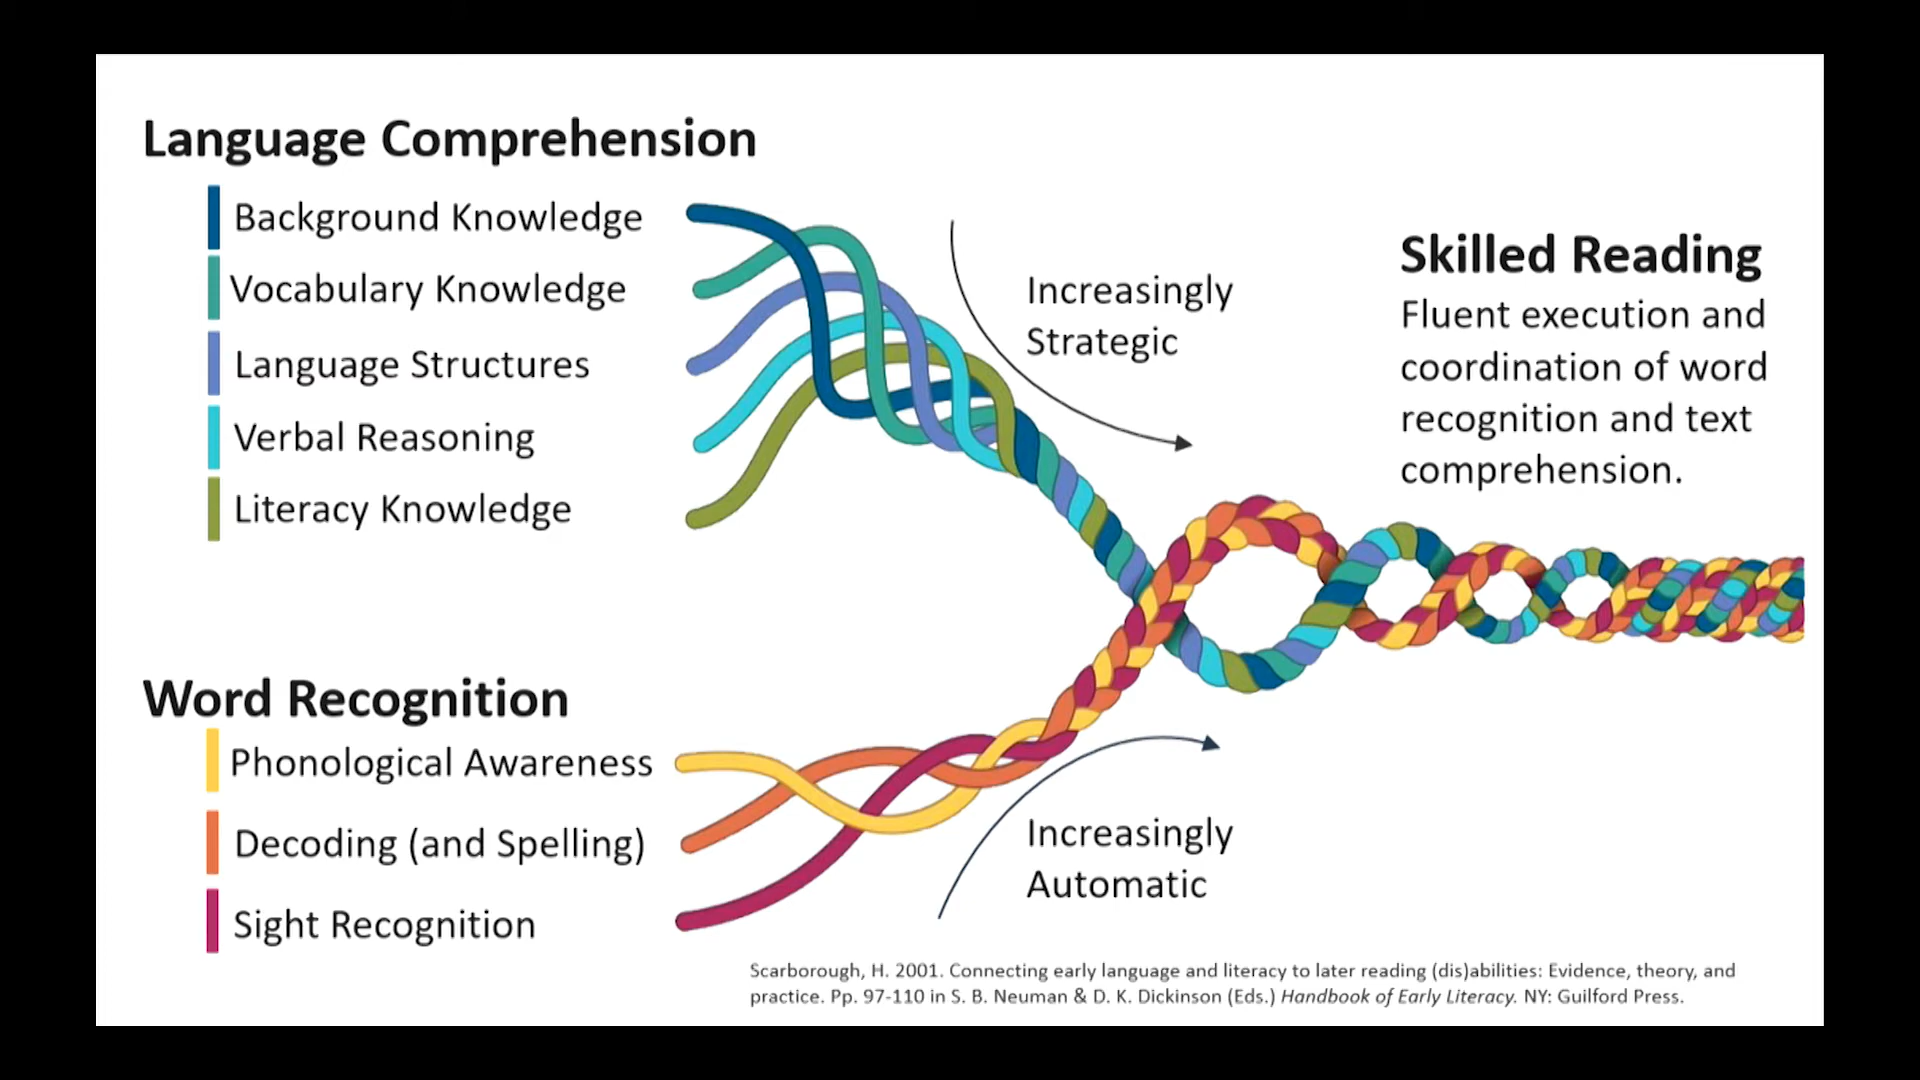 Language Comprehension
Background Knowledge
Vocabulary Knowledge
Language Structures
Verbal Reasoning
Literacy Knowledge
Increasingly
Strategic
Skilled Reading
Fluent execution and
coordination of word
recognition and text
comprehension.
Word Recognition
Phonological Awareness
Decoding (and Spelling)
Sight Recognition
Increasingly
Automatic
Scarborough, H. 2001. Connecting early language and literacy to later reading (dis)abilities: Evidence, theory, and
practice. Pp. 97-110 in S. B. Neuman & D. K. Dickinson (Eds.) Handbook of Early Literacy. NY: Guilford Press.